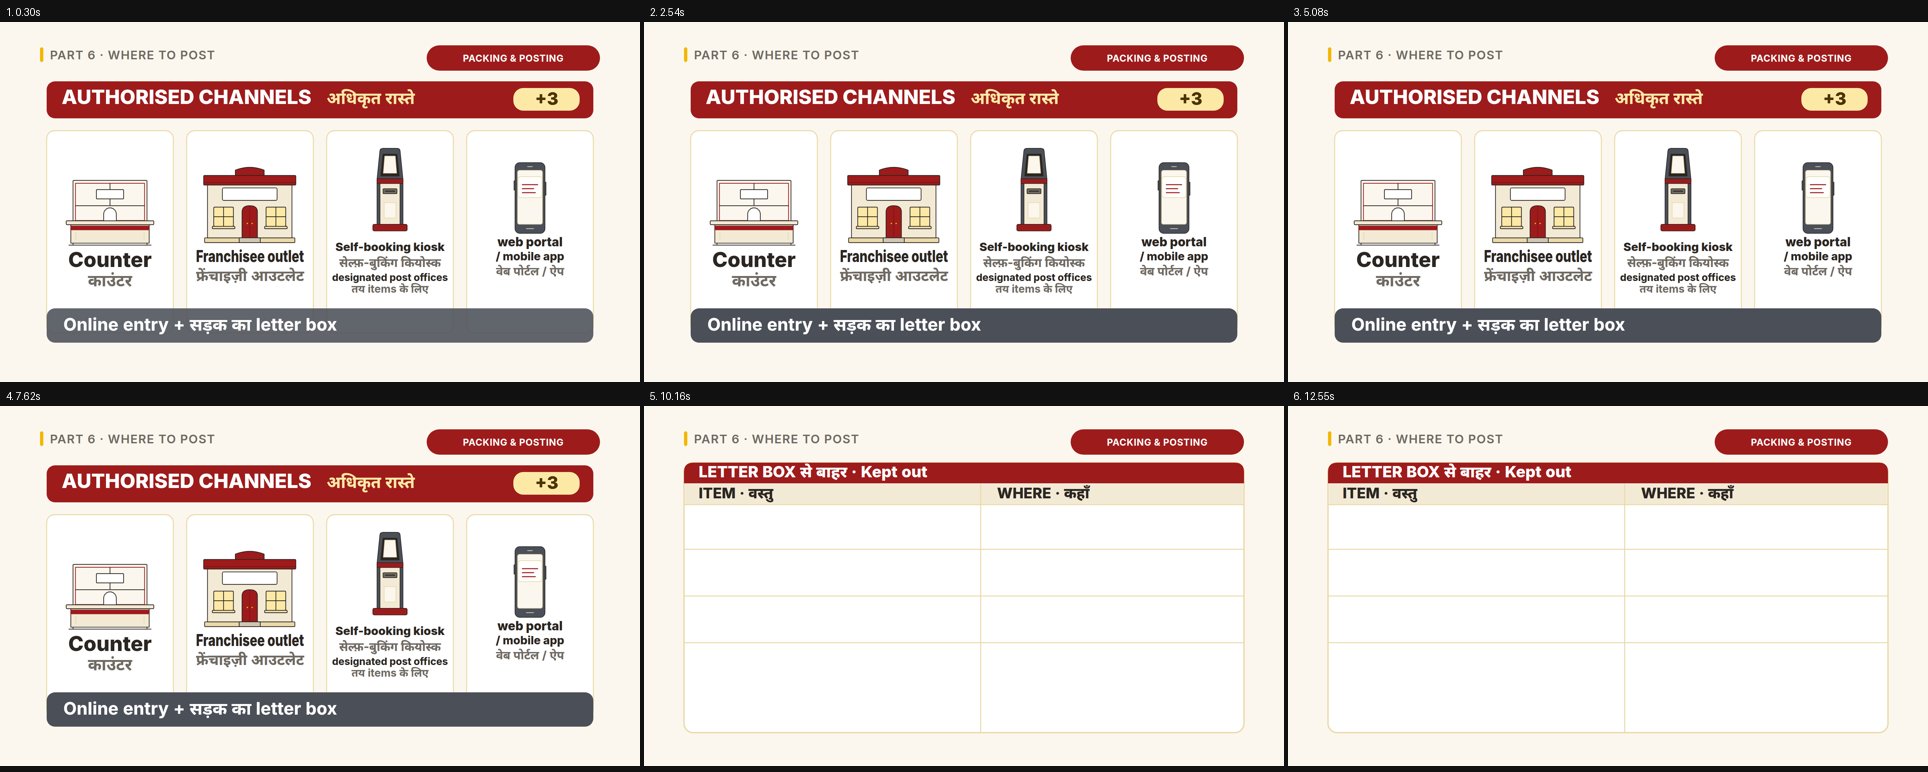 1. 0.30s
PART 6 · WHERE TO POST
PACKING & POSTING
AUTHORISED CHANNELS अधिकृत रास्ते +3
Counter
काउंटर
Franchisee outlet
फ्रेंचाइज़ी आउटलेट
Self-booking kiosk
सेल्फ़-बुकिंग कियोस्क
designated post offices
तय items के लिए
web portal
/ mobile app
वेब पोर्टल / ऐप
Online entry + सड़क का letter box
2. 2.54s
PART 6 · WHERE TO POST
PACKING & POSTING
AUTHORISED CHANNELS अधिकृत रास्ते +3
Counter
काउंटर
Franchisee outlet
फ्रेंचाइज़ी आउटलेट
Self-booking kiosk
सेल्फ़-बुकिंग कियोस्क
designated post offices
तय items के लिए
web portal
/ mobile app
वेब पोर्टल / ऐप
Online entry + सड़क का letter box
3. 5.08s
PART 6 · WHERE TO POST
PACKING & POSTING
AUTHORISED CHANNELS अधिकृत रास्ते +3
Counter
काउंटर
Franchisee outlet
फ्रेंचाइज़ी आउटलेट
Self-booking kiosk
सेल्फ़-बुकिंग कियोस्क
designated post offices
तय items के लिए
web portal
/ mobile app
वेब पोर्टल / ऐप
Online entry + सड़क का letter box
4. 7.62s
PART 6 · WHERE TO POST
PACKING & POSTING
AUTHORISED CHANNELS अधिकृत रास्ते +3
Counter
काउंटर
Franchisee outlet
फ्रेंचाइज़ी आउटलेट
Self-booking kiosk
सेल्फ़-बुकिंग कियोस्क
designated post offices
तय items के लिए
web portal
/ mobile app
वेब पोर्टल / ऐप
Online entry + सड़क का letter box
5. 10.16s
PART 6 · WHERE TO POST
PACKING & POSTING
LETTER BOX से बाहर · Kept out
ITEM · वस्तु WHERE · कहाँ
6. 12.55s
PART 6 · WHERE TO POST
PACKING & POSTING
LETTER BOX से बाहर · Kept out
ITEM · वस्तु WHERE · कहाँ